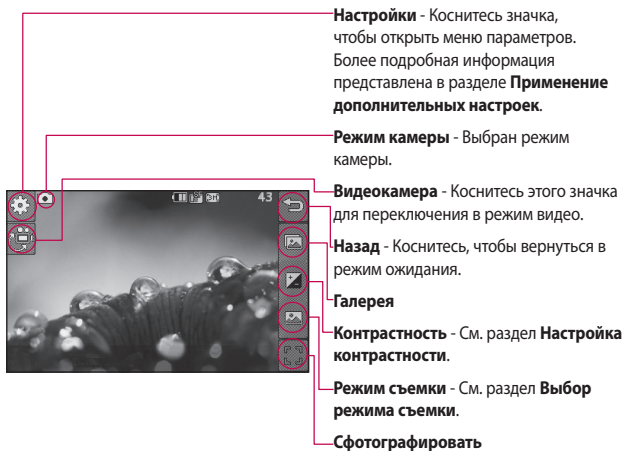 Настройки - Коснитесь значка,
чтобы открыть меню параметров.
Более подробная информация
представлена в разделе Применение
дополнительных настроек.
Режим камеры - Выбран режим
камеры.
Видеокамера - Коснитесь этого значка
для переключения в режим видео.
43
Назад - Коснитесь, чтобы вернуться в
режим ожидания.
Галерея
Контрастность - См. раздел Настройка
контрастности.
Режим съемки - См. раздел Выбор
режима съемки.
Сфотографировать